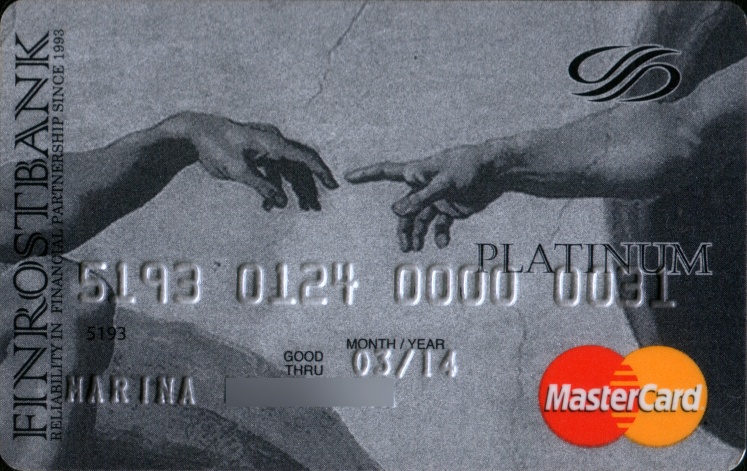 FINROSTBANK
RELIABILITY IN FINANCIAL PARTNERSHIP SINCE 1993
PLATINUM
5193 0124 0000 0031
5193
MONTH / YEAR
GOOD THRU 03/14
MARINA
MasterCard